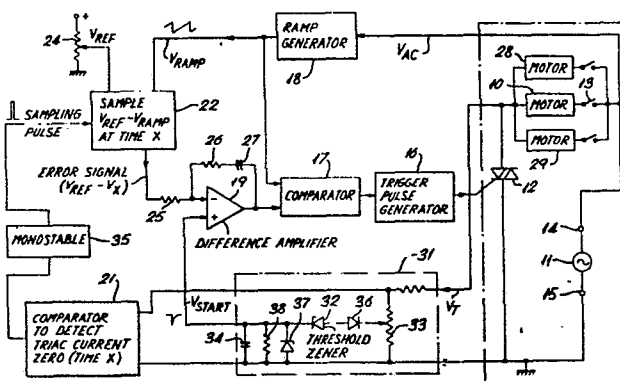 +
24
VREF
RAMP
GENERATOR
18
VRAMP
VAC
28
MOTOR
10
MOTOR
13
MOTOR
29
SAMPLING
PULSE
SAMPLE
VREF-VRAMP
AT TIME X
22
ERROR SIGNAL
(VREF-VX)
26
27
25
-
+
19
DIFFERENCE AMPLIFIER
17
COMPARATOR
16
TRIGGER
PULSE
GENERATOR
12
14
11
15
MONOSTABLE
35
21
COMPARATOR
TO DETECT
TRIAC CURRENT
ZERO (TIME X)
VSTART
31
VT
34
38
37
32
36
33
THRESHOLD
ZENER